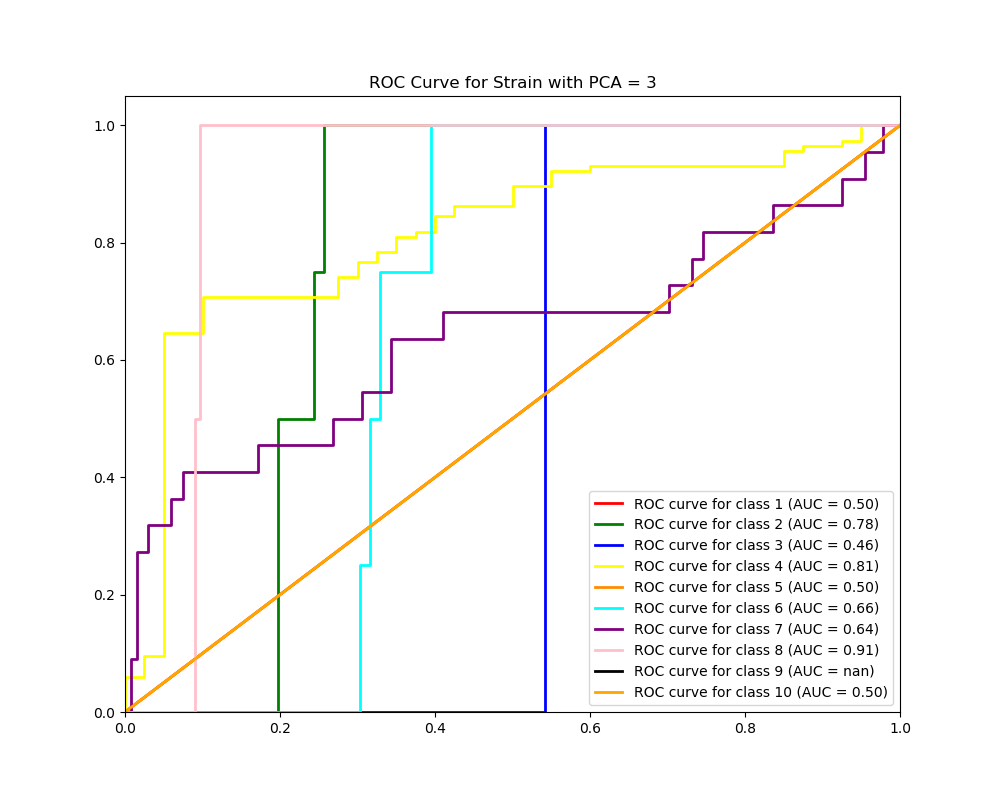 ROC Curve for Strain with PCA = 3
1.0
0.8
0.6
0.4
0.2
0.0
ROC curve for class 1 (AUC = 0.50)
ROC curve for class 2 (AUC = 0.78)
ROC curve for class 3 (AUC = 0.46)
ROC curve for class 4 (AUC = 0.81)
ROC curve for class 5 (AUC = 0.50)
ROC curve for class 6 (AUC = 0.66)
ROC curve for class 7 (AUC = 0.64)
ROC curve for class 8 (AUC = 0.91)
ROC curve for class 9 (AUC = nan)
ROC curve for class 10 (AUC = 0.50)
0.0 0.2 0.4 0.6 0.8 1.0